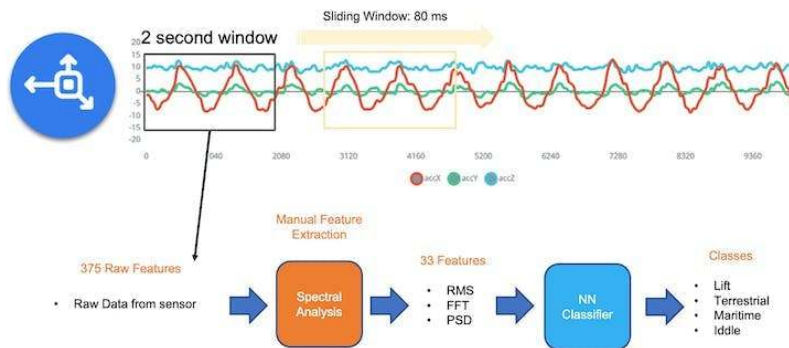 Sliding Window: 80 ms
2 second window
20
15
10
5
0
-5
-10
-15
-20
0 1040 2080 3120 4160 5200 6240 7280 8320 9360
accX accY accZ
Manual Feature
Extraction
375 Raw Features
33 Features
Classes
• Raw Data from sensor
Spectral
Analysis
• RMS
• FFT
• PSD
NN
Classifier
• Lift
• Terrestrial
• Maritime
• Iddle